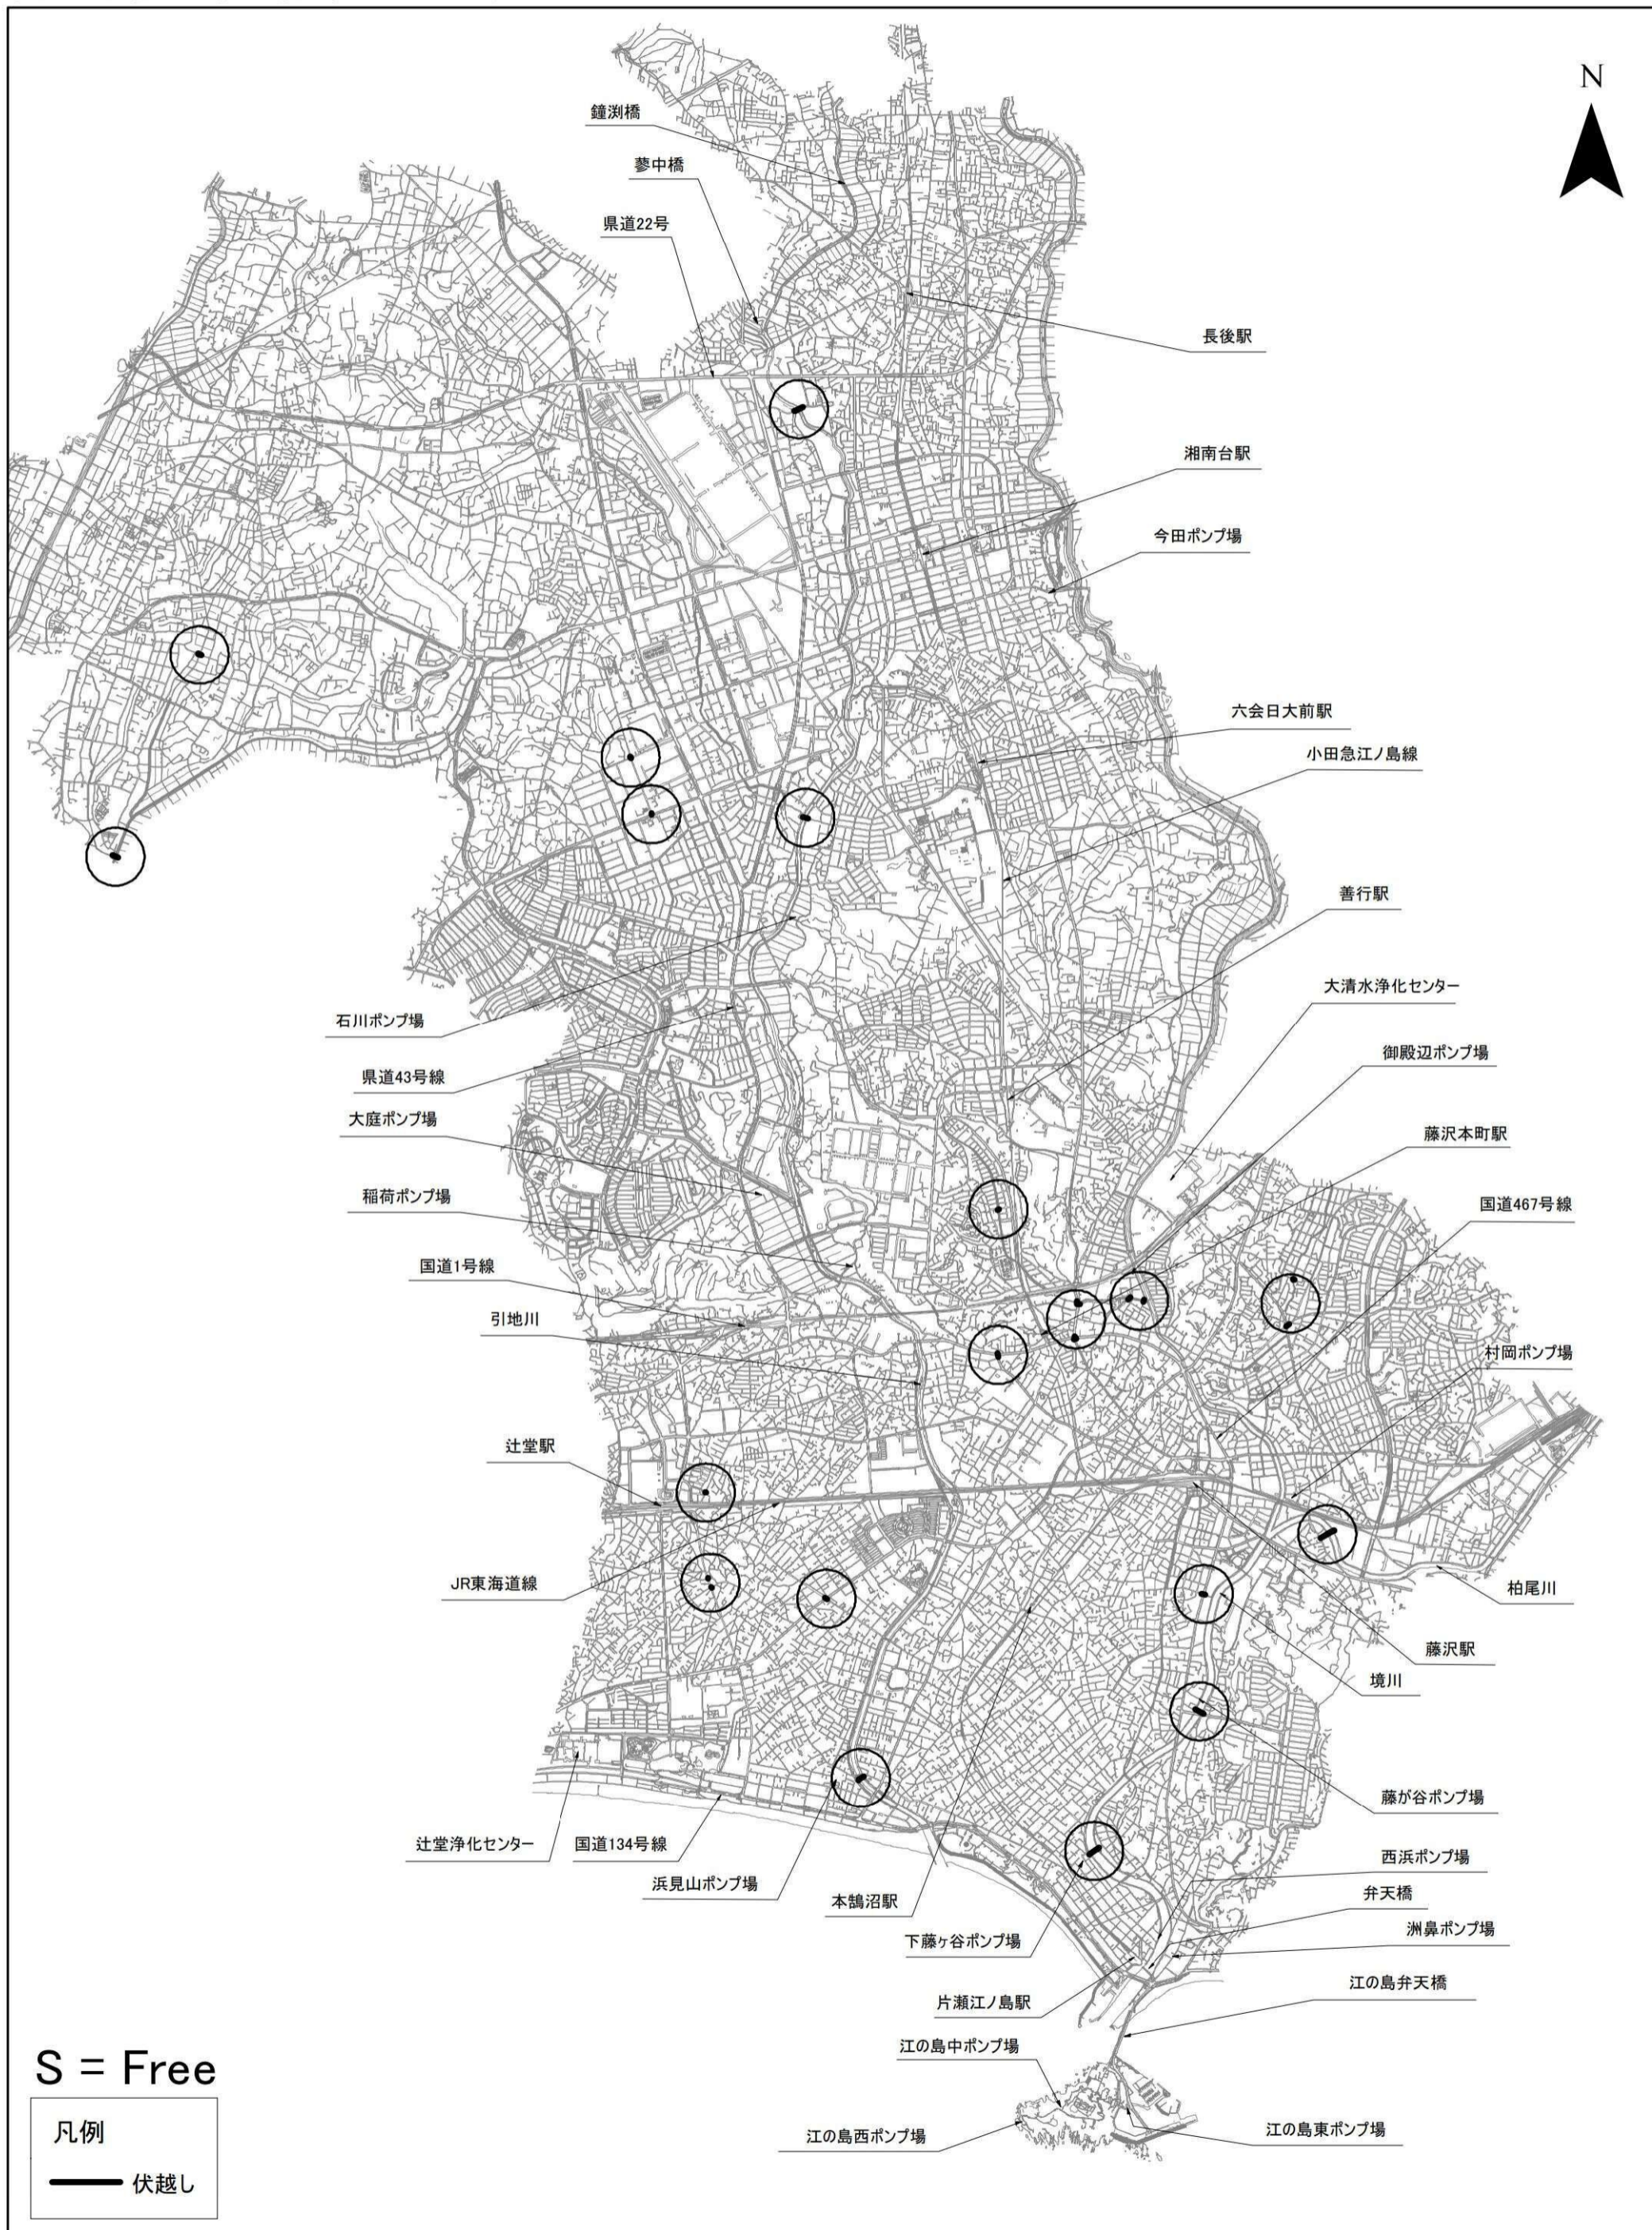 N
鐘渕橋
蓼中橋
県道22号
長後駅
湘南台駅
今田ポンプ場
六会日大前駅
小田急江ノ島線
善行駅
大清水浄化センター
石川ポンプ場
御殿辺ポンプ場
県道43号線
大庭ポンプ場
藤沢本町駅
稲荷ポンプ場
国道467号線
国道1号線
引地川
村岡ポンプ場
辻堂駅
JR東海道線
柏尾川
藤沢駅
境川
藤が谷ポンプ場
辻堂浄化センター
国道134号線
浜見山ポンプ場
西浜ポンプ場
本鵠沼駅
弁天橋
下藤ヶ谷ポンプ場
洲鼻ポンプ場
片瀬江ノ島駅
江の島弁天橋
江の島中ポンプ場
江の島西ポンプ場
江の島東ポンプ場
S = Free
凡例
伏越し